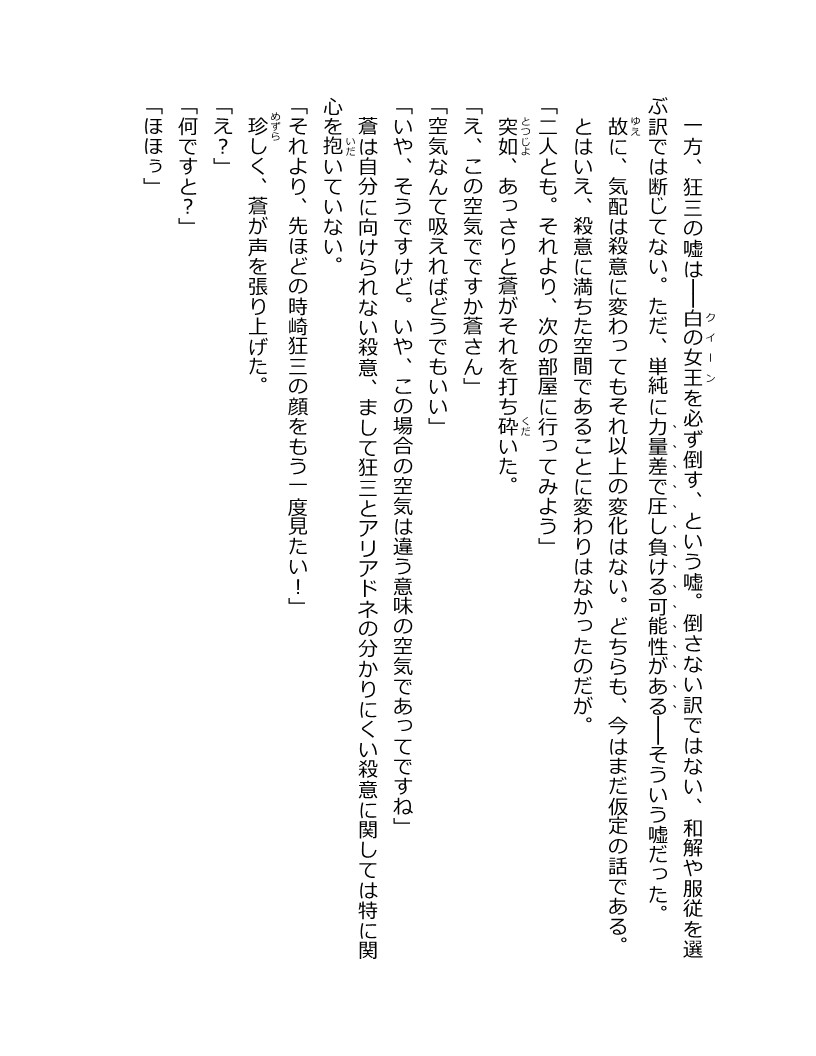 一方、狂三の嘘は──白の女王を必ず倒す、という嘘。倒さない訳ではない、和解や服従を選
ぶ訳では断じてない。ただ、単純に力量差で圧し負ける可能性がある──そういう嘘だった。
故に、気配は殺意に変わってもそれ以上の変化はない。どちらも、今はまだ仮定の話である。
とはいえ、殺意に満ちた空間であることに変わりはなかったのだが。
「二人とも。それより、次の部屋に行ってみよう」
突如、あっさりと蒼がそれを打ち砕いた。
「え、この空気でですか蒼さん」
「空気なんて吸えればどうでもいい」
「いや、そうですけど。いや、この場合の空気は違う意味の空気であってですね」
蒼は自分に向けられない殺意、まして狂三とアリアドネの分かりにくい殺意に関しては特に関
心を抱いていない。
「それより、先ほどの時崎狂三の顔をもう一度見たい！」
珍しく、蒼が声を張り上げた。
「え？」
「何ですと？」
「ほほぅ」